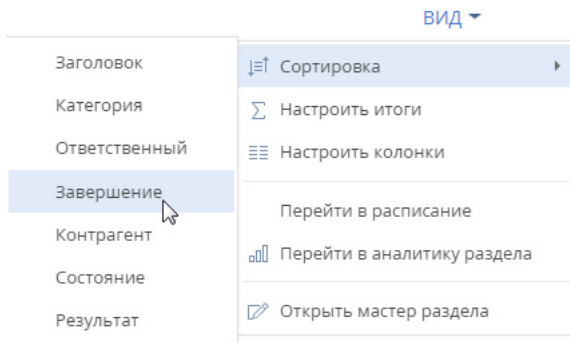 ВИД
Сортировка
Настроить итоги
Настроить колонки
Перейти в расписание
Перейти в аналитику раздела
Открыть мастер раздела
Заголовок
Категория
Ответственный
Завершение
Контрагент
Состояние
Результат